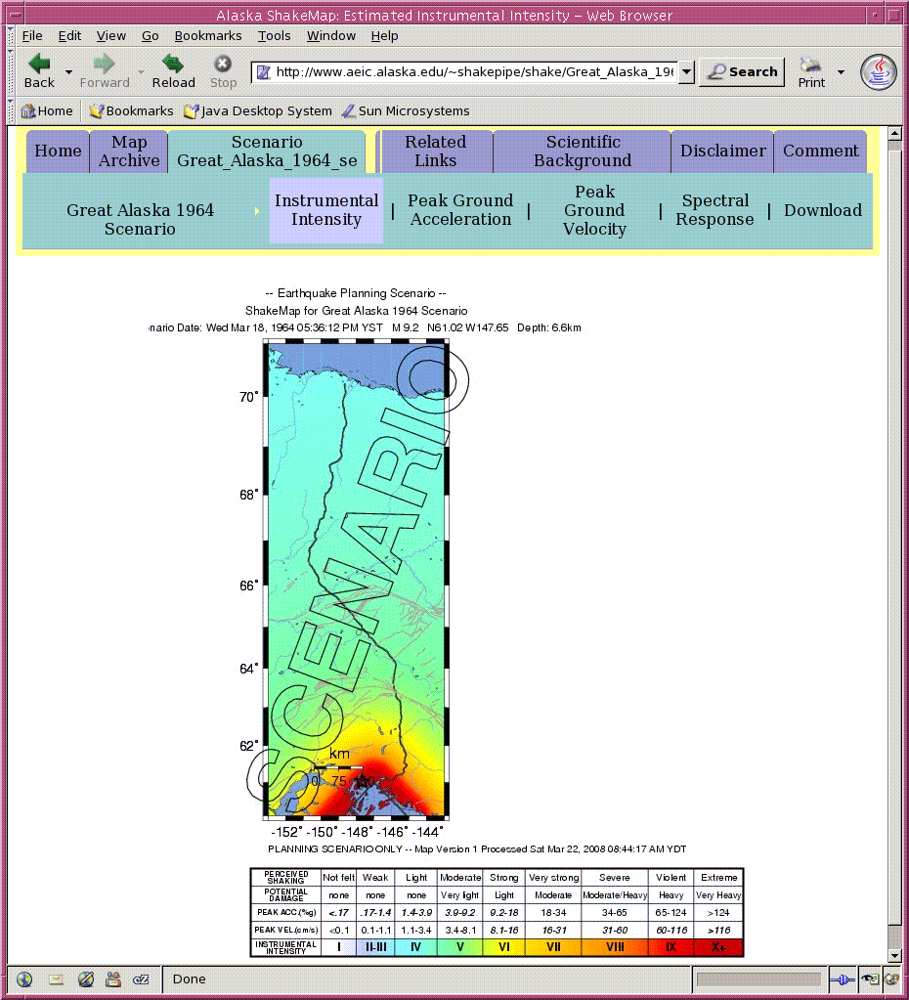 Alaska ShakeMap: Estimated Instrumental Intensity – Web Browser
File Edit View Go Bookmarks Tools Window Help
http://www.aeic.alaska.edu/~shakepipe/shake/Great_Alaska_196
Back Forward Reload Stop Search Print
Home Bookmarks Java Desktop System Sun Microsystems
Home
Map
Archive
Scenario
Great_Alaska_1964_se
Related
Links
Scientific
Background
Disclaimer
Comment
Great Alaska 1964
Scenario
Instrumental
Intensity
| Peak Ground
Acceleration
| Peak
Ground
Velocity
| Spectral
Response
| Download
-- Earthquake Planning Scenario --
ShakeMap for Great Alaska 1964 Scenario
nario Date: Wed Mar 18, 1964 05:36:12 PM YST M 9.2 N61.02 W147.65 Depth: 6.6km
SCENARIO
70°
68°
66°
64°
62°
km
0 75
-152° -150° -148° -146° -144°
PLANNING SCENARIO ONLY -- Map Version 1 Processed Sat Mar 22, 2008 08:44:17 AM YDT
PERCEIVED SHAKING Not felt Weak Light Moderate Strong Very strong Severe Violent Extreme
POTENTIAL DAMAGE none none none Very light Light Moderate Moderate/Heavy Heavy Very Heavy
PEAK ACC.(%g) <.17 .17-1.4 1.4-3.9 3.9-9.2 9.2-18 18-34 34-65 65-124 >124
PEAK VEL.(cm/s) <0.1 0.1-1.1 1.1-3.4 3.4-8.1 8.1-16 16-31 31-60 60-116 >116
INSTRUMENTAL INTENSITY I II-III IV V VI VII VIII IX X+
Done